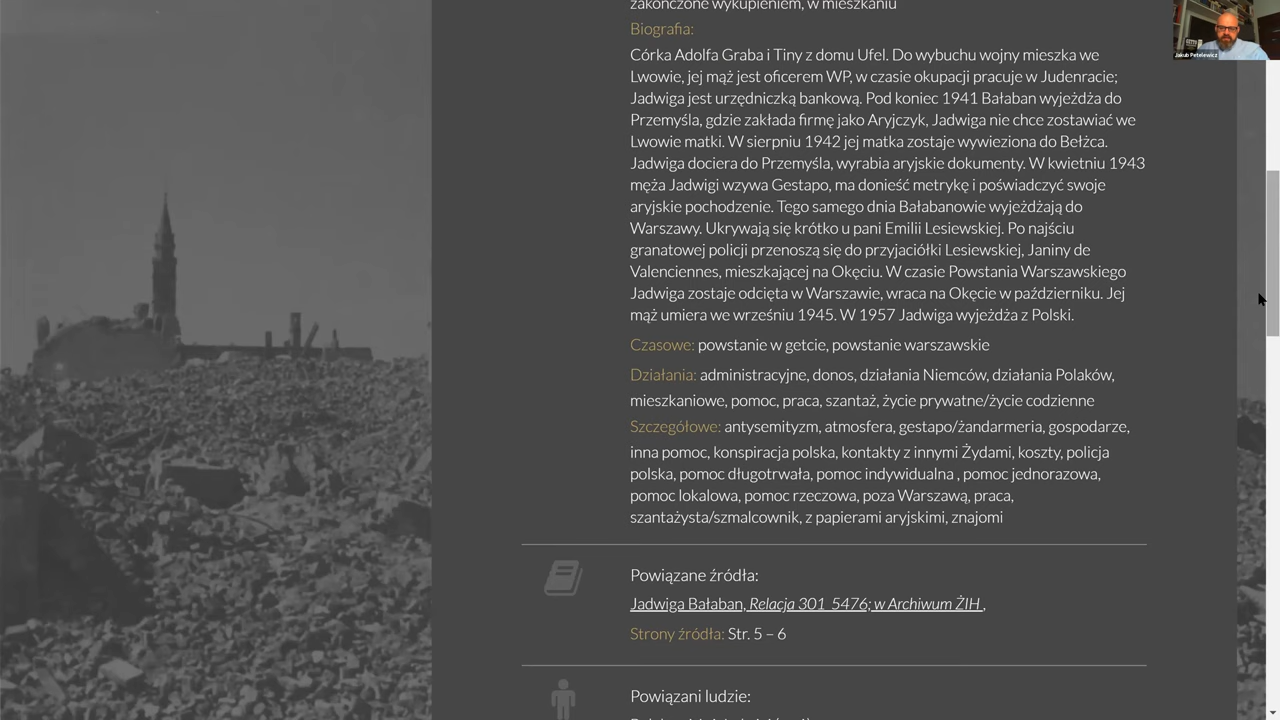 zakończone wykupieniem, w mieszkaniu
Jakub Petelewicz
Biografia:
Córka Adolfa Graba i Tiny z domu Ufel. Do wybuchu wojny mieszka we
Lwowie, jej mąż jest oficerem WP, w czasie okupacji pracuje w Judenracie;
Jadwiga jest urzędniczką bankową. Pod koniec 1941 Bałaban wyjeżdża do
Przemyśla, gdzie zakłada firmę jako Aryjczyk, Jadwiga nie chce zostawiać we
Lwowie matki. W sierpniu 1942 jej matka zostaje wywieziona do Bełżca.
Jadwiga dociera do Przemyśla, wyrabia aryjskie dokumenty. W kwietniu 1943
męża Jadwigi wzywa Gestapo, ma donieść metrykę i poświadczyć swoje
aryjskie pochodzenie. Tego samego dnia Bałabanowie wyjeżdżają do
Warszawy. Ukrywają się krótko u pani Emilii Lesiewskiej. Po najściu
granatowej policji przenoszą się do przyjaciółki Lesiewskiej, Janiny de
Valenciennes, mieszkającej na Okęciu. W czasie Powstania Warszawskiego
Jadwiga zostaje odcięta w Warszawie, wraca na Okęcie w październiku. Jej
mąż umiera we wrześniu 1945. W 1957 Jadwiga wyjeżdża z Polski.
Czasowe: powstanie w getcie, powstanie warszawskie
Działania: administracyjne, donos, działania Niemców, działania Polaków,
mieszkaniowe, pomoc, praca, szantaż, życie prywatne/życie codzienne
Szczegółowe: antysemityzm, atmosfera, gestapo/żandarmeria, gospodarze,
inna pomoc, konspiracja polska, kontakty z innymi Żydami, koszty, policja
polska, pomoc długotrwała, pomoc indywidualna , pomoc jednorazowa,
pomoc lokalowa, pomoc rzeczowa, poza Warszawą, praca,
szantażysta/szmalcownik, z papierami aryjskimi, znajomi
Powiązane źródła:
Jadwiga Bałaban, Relacja 301_5476; w Archiwum ŻIH ,
Strony źródła: Str. 5 – 6
Powiązani ludzie: